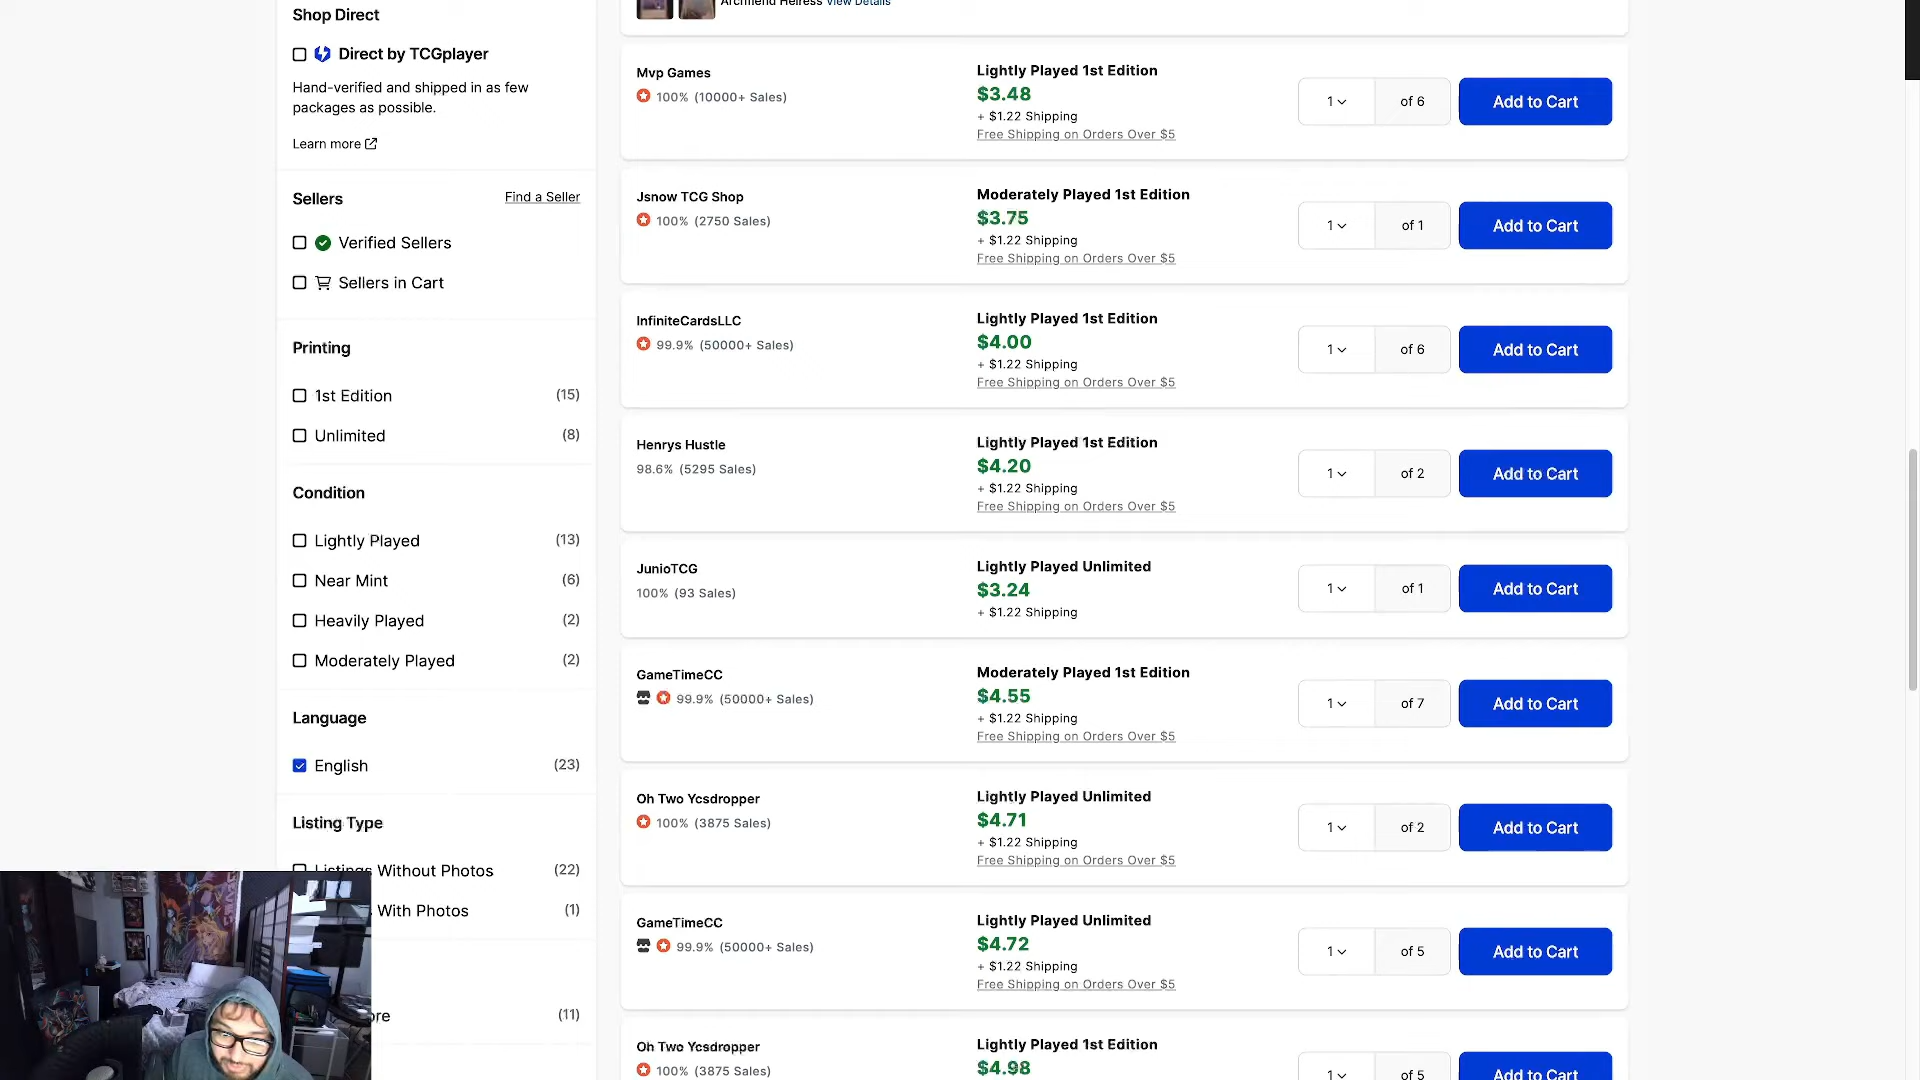 Shop Direct
Direct by TCGplayer
Hand-verified and shipped in as few
packages as possible.
Learn more
Sellers
Find a Seller
Verified Sellers
Sellers in Cart
Printing
1st Edition (15)
Unlimited (8)
Condition
Lightly Played (13)
Near Mint (6)
Heavily Played (2)
Moderately Played (2)
Language
English (23)
Listing Type
Listings Without Photos (22)
With Photos (1)
(11)
Archfiend Heiress View Details
Mvp Games
100% (10000+ Sales)
Lightly Played 1st Edition
$3.48
+ $1.22 Shipping
Free Shipping on Orders Over $5
1 of 6 Add to Cart
Jsnow TCG Shop
100% (2750 Sales)
Moderately Played 1st Edition
$3.75
+ $1.22 Shipping
Free Shipping on Orders Over $5
1 of 1 Add to Cart
InfiniteCardsLLC
99.9% (50000+ Sales)
Lightly Played 1st Edition
$4.00
+ $1.22 Shipping
Free Shipping on Orders Over $5
1 of 6 Add to Cart
Henrys Hustle
98.6% (5295 Sales)
Lightly Played 1st Edition
$4.20
+ $1.22 Shipping
Free Shipping on Orders Over $5
1 of 2 Add to Cart
JunioTCG
100% (93 Sales)
Lightly Played Unlimited
$3.24
+ $1.22 Shipping
1 of 1 Add to Cart
GameTimeCC
99.9% (50000+ Sales)
Moderately Played 1st Edition
$4.55
+ $1.22 Shipping
Free Shipping on Orders Over $5
1 of 7 Add to Cart
Oh Two Ycsdropper
100% (3875 Sales)
Lightly Played Unlimited
$4.71
+ $1.22 Shipping
Free Shipping on Orders Over $5
1 of 2 Add to Cart
GameTimeCC
99.9% (50000+ Sales)
Lightly Played Unlimited
$4.72
+ $1.22 Shipping
Free Shipping on Orders Over $5
1 of 5 Add to Cart
Oh Two Ycsdropper
100% (3875 Sales)
Lightly Played 1st Edition
$4.98
1 of 5 Add to Cart